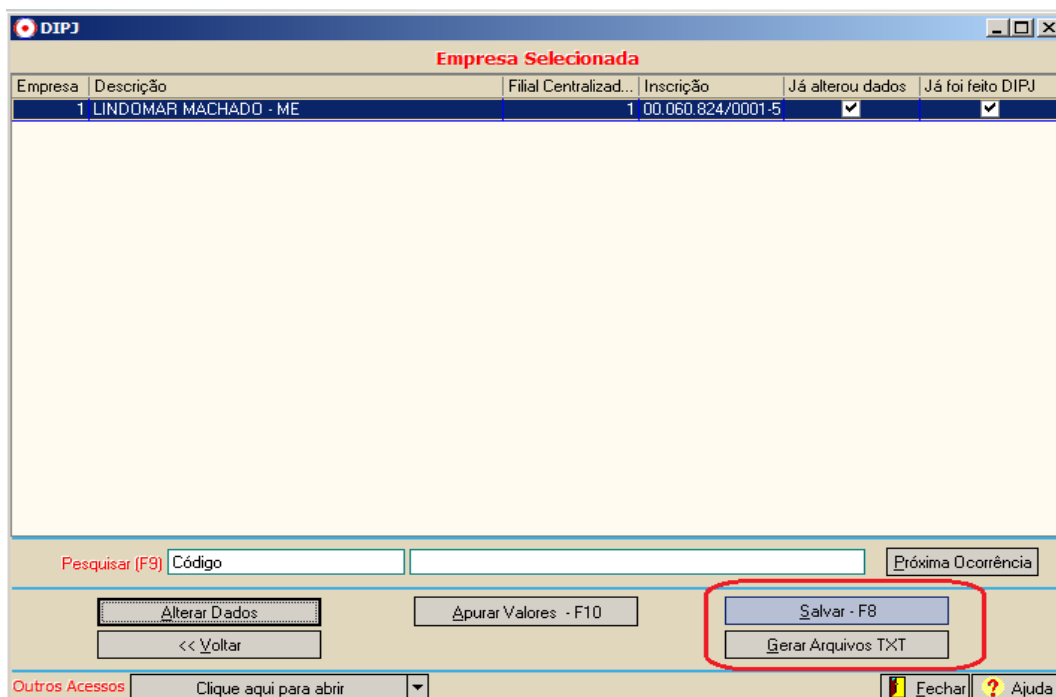 DIPJ
Empresa Selecionada
Empresa Descrição Filial Centralizad... Inscrição Já alterou dados Já foi feito DIPJ
1 LINDOMAR MACHADO - ME 1 00.060.824/0001-5
Pesquisar (F9) Código Próxima Ocorrência
Alterar Dados Apurar Valores - F10 Salvar - F8
<< Voltar Gerar Arquivos TXT
Outros Acessos Clique aqui para abrir Fechar ? Ajuda